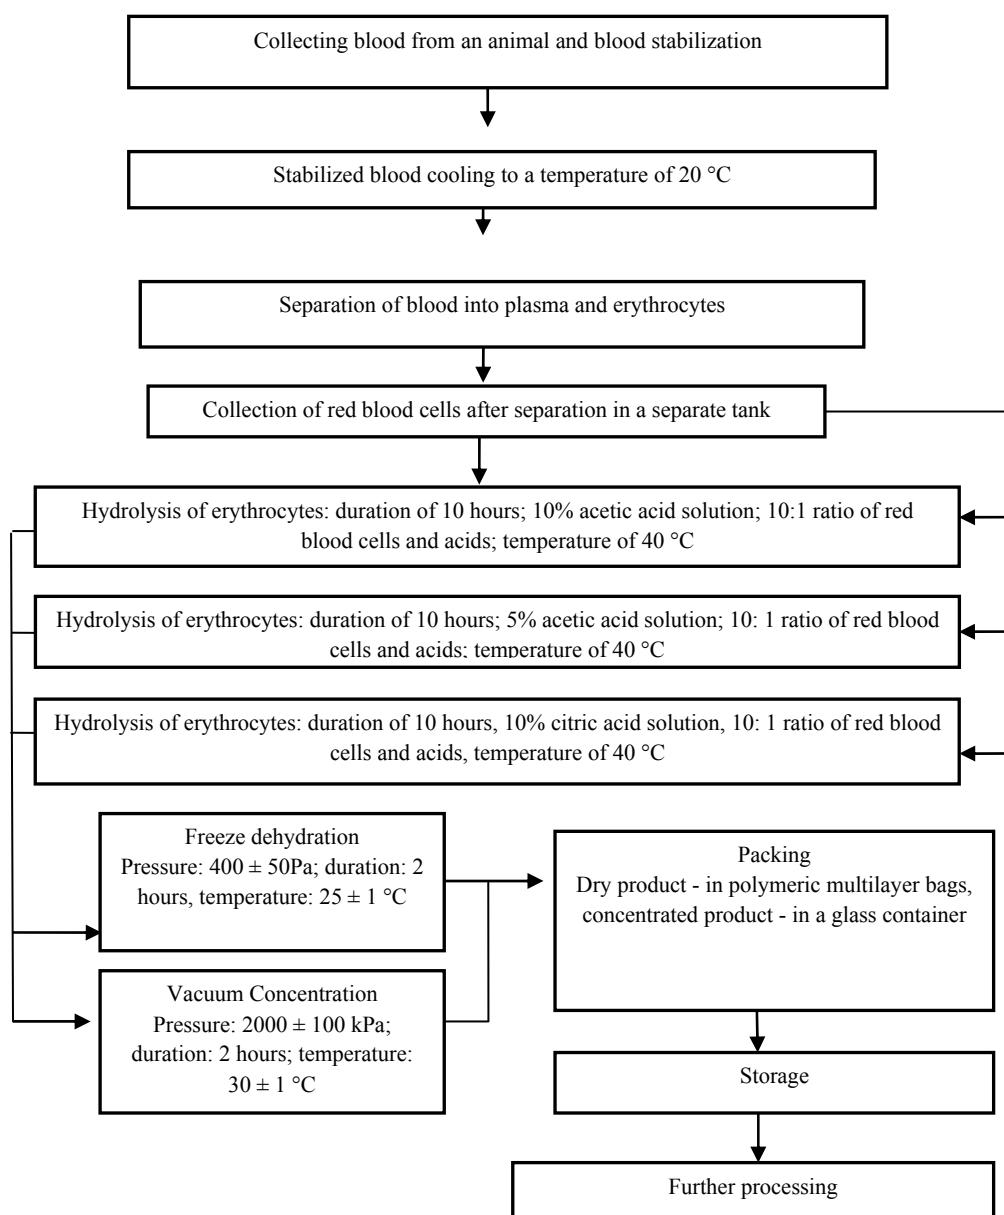 Collecting blood from an animal and blood stabilization
Stabilized blood cooling to a temperature of 20 °C
Separation of blood into plasma and erythrocytes
Collection of red blood cells after separation in a separate tank
Hydrolysis of erythrocytes: duration of 10 hours; 10% acetic acid solution; 10:1 ratio of red
blood cells and acids; temperature of 40 °C
Hydrolysis of erythrocytes: duration of 10 hours; 5% acetic acid solution; 10: 1 ratio of red blood
cells and acids; temperature of 40 °C
Hydrolysis of erythrocytes: duration of 10 hours, 10% citric acid solution, 10: 1 ratio of red blood
cells and acids, temperature of 40 °C
Freeze dehydration
Pressure: 400 ± 50Pa; duration: 2
hours, temperature: 25 ± 1 °C
Vacuum Concentration
Pressure: 2000 ± 100 kPa;
duration: 2 hours; temperature:
30 ± 1 °C
Packing
Dry product - in polymeric multilayer bags,
concentrated product - in a glass container
Storage
Further processing